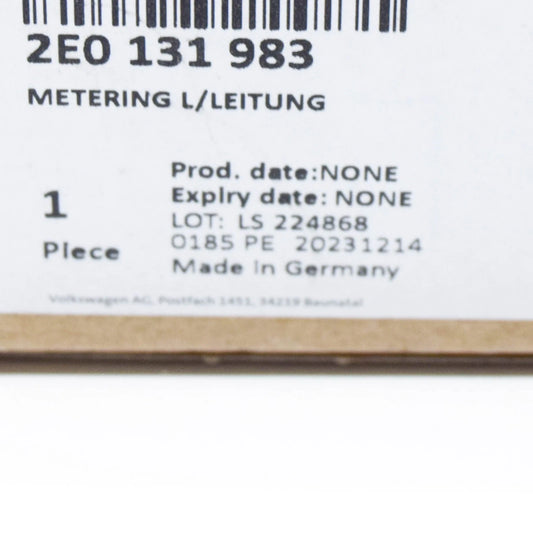 2E0 131 983
METERING L/LEITUNG
Prod. date:NONE
Expiry date: NONE
1
LOT: LS 224868
Piece
0185 PE 20231214
Made in Germany
Volkswagen AG, Postfach 1451, 34219 Baunatal